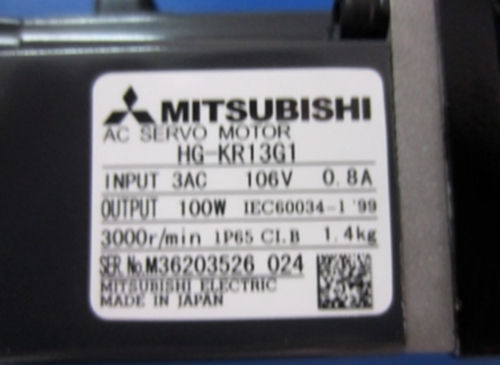 MITSUBISHI
AC SERVO MOTOR
HG-KR13G1
INPUT 3AC 106V 0.8A
OUTPUT 100W IEC60034-1 '99
3000r/min IP65 CI.B 1.4kg
SER.No.M36203526 024
MITSUBISHI ELECTRIC
MADE IN JAPAN